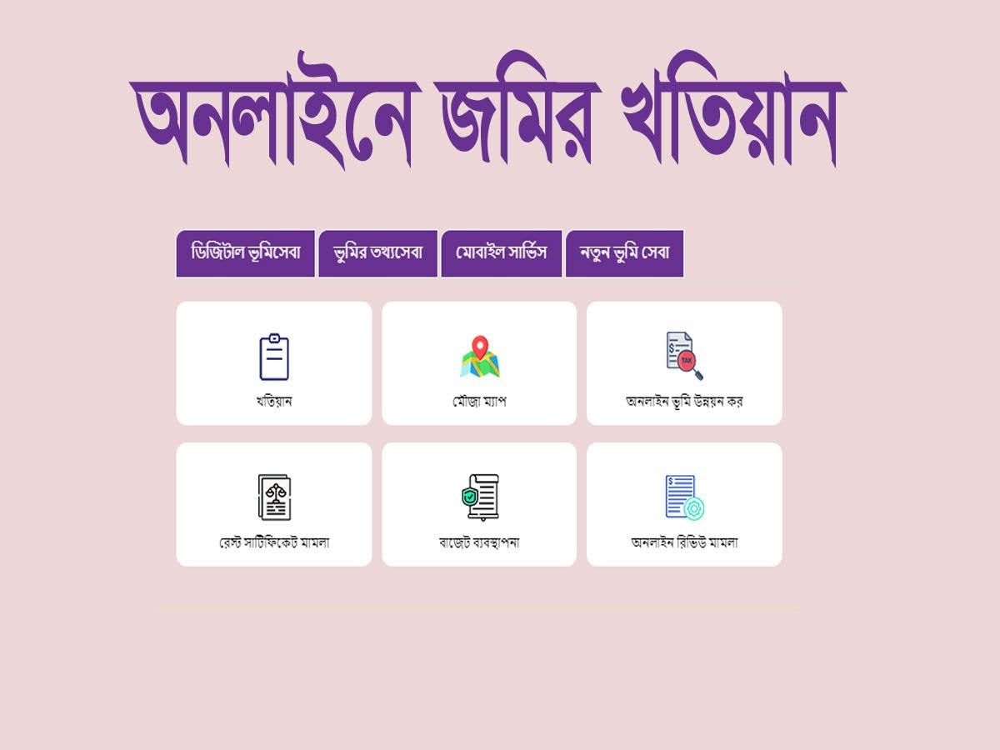 অনলাইনে জমির খতিয়ান
ডিজিটাল ভূমিসেবা
ভুমির তথ্যসেবা
মোবাইল সার্ভিস
নতুন ভুমি সেবা
খতিয়ান
মৌজা ম্যাপ
TAX
অনলাইন ভূমি উন্নয়ন কর
রেন্ট সার্টিফিকেট মামলা
বাজেট ব্যবস্থাপনা
অনলাইন রিভিউ মামলা